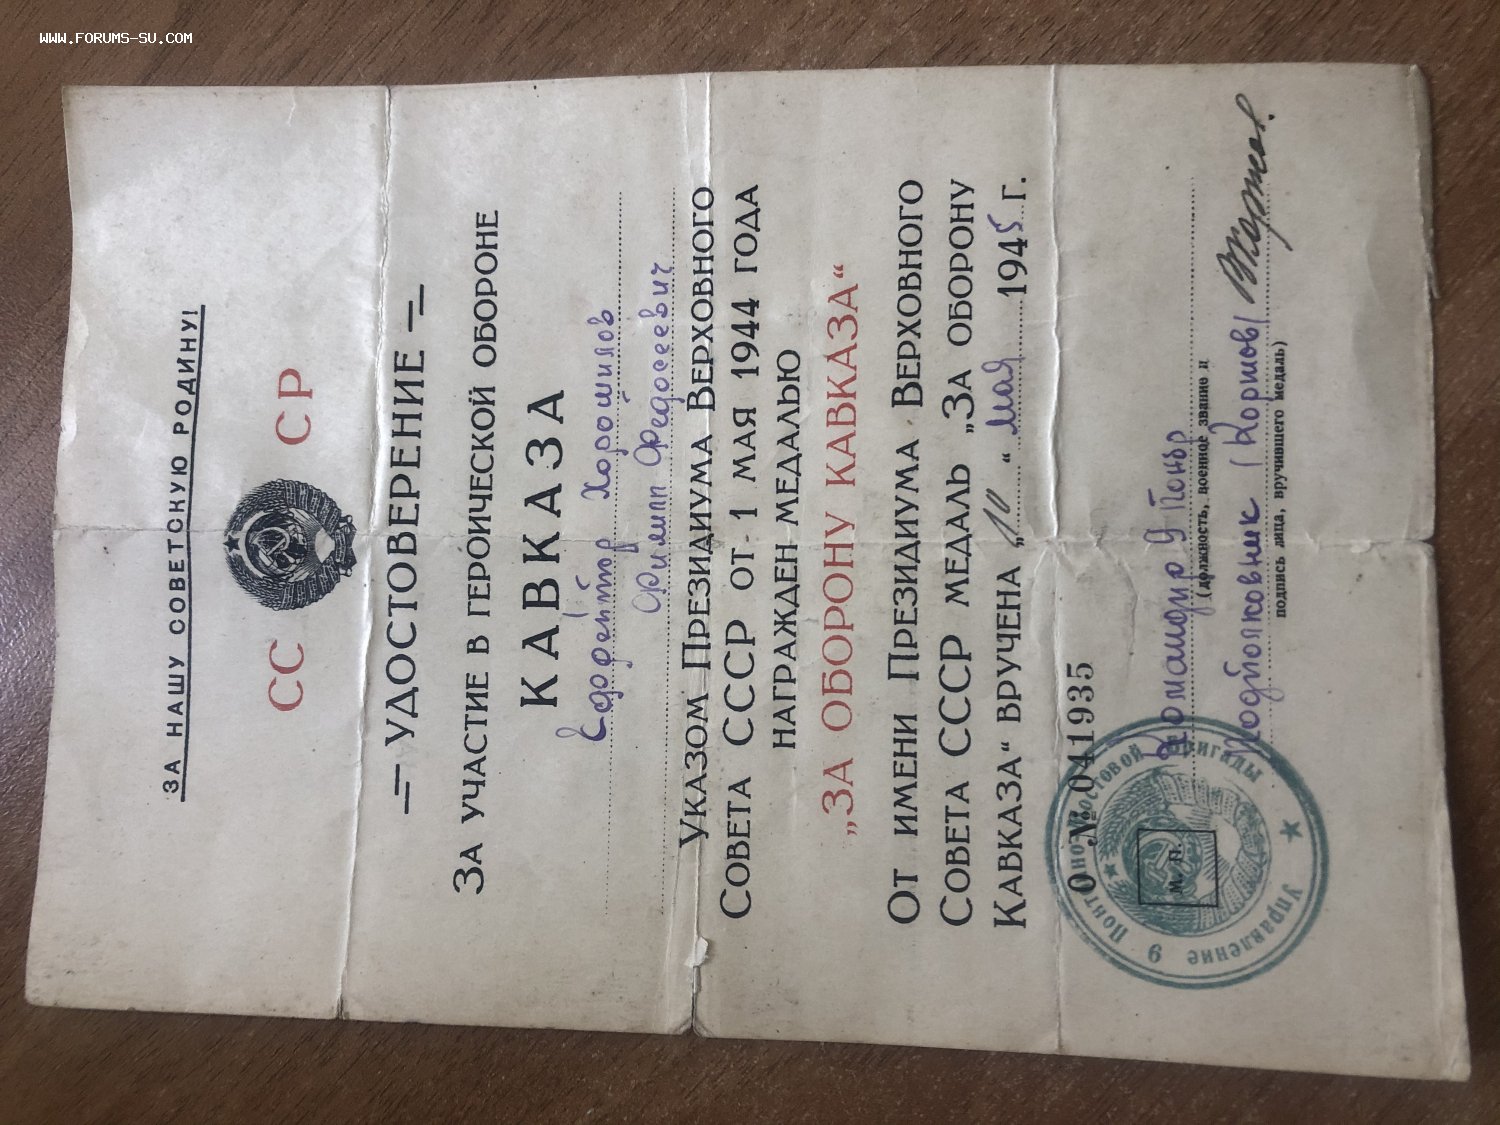 WWW.FORUMS-SU.COM
ЗА НАШУ СОВЕТСКУЮ РОДИНУ!
СС СР
= УДОСТОВЕРЕНИЕ =
ЗА УЧАСТИЕ В ГЕРОИЧЕСКОЙ ОБОРОНЕ
КАВКАЗА
Ефрейтор Хорошилов
Филипп Федосеевич
УКАЗОМ ПРЕЗИДИУМА ВЕРХОВНОГО
СОВЕТА СССР ОТ 1 МАЯ 1944 ГОДА
НАГРАЖДЕН МЕДАЛЬЮ
„ЗА ОБОРОНУ КАВКАЗА“
ОТ ИМЕНИ ПРЕЗИДИУМА ВЕРХОВНОГО
СОВЕТА СССР МЕДАЛЬ „ЗА ОБОРОНУ
КАВКАЗА“ ВРУЧЕНА „10“ мая 1945 Г.
О № 041935
Командир 9 Понбр
(должность, военное звание и
Подполковник (Коржов)
подпись лица, вручившего медаль)
М. П.
Управление 9 Понтонно-мостовой бригады